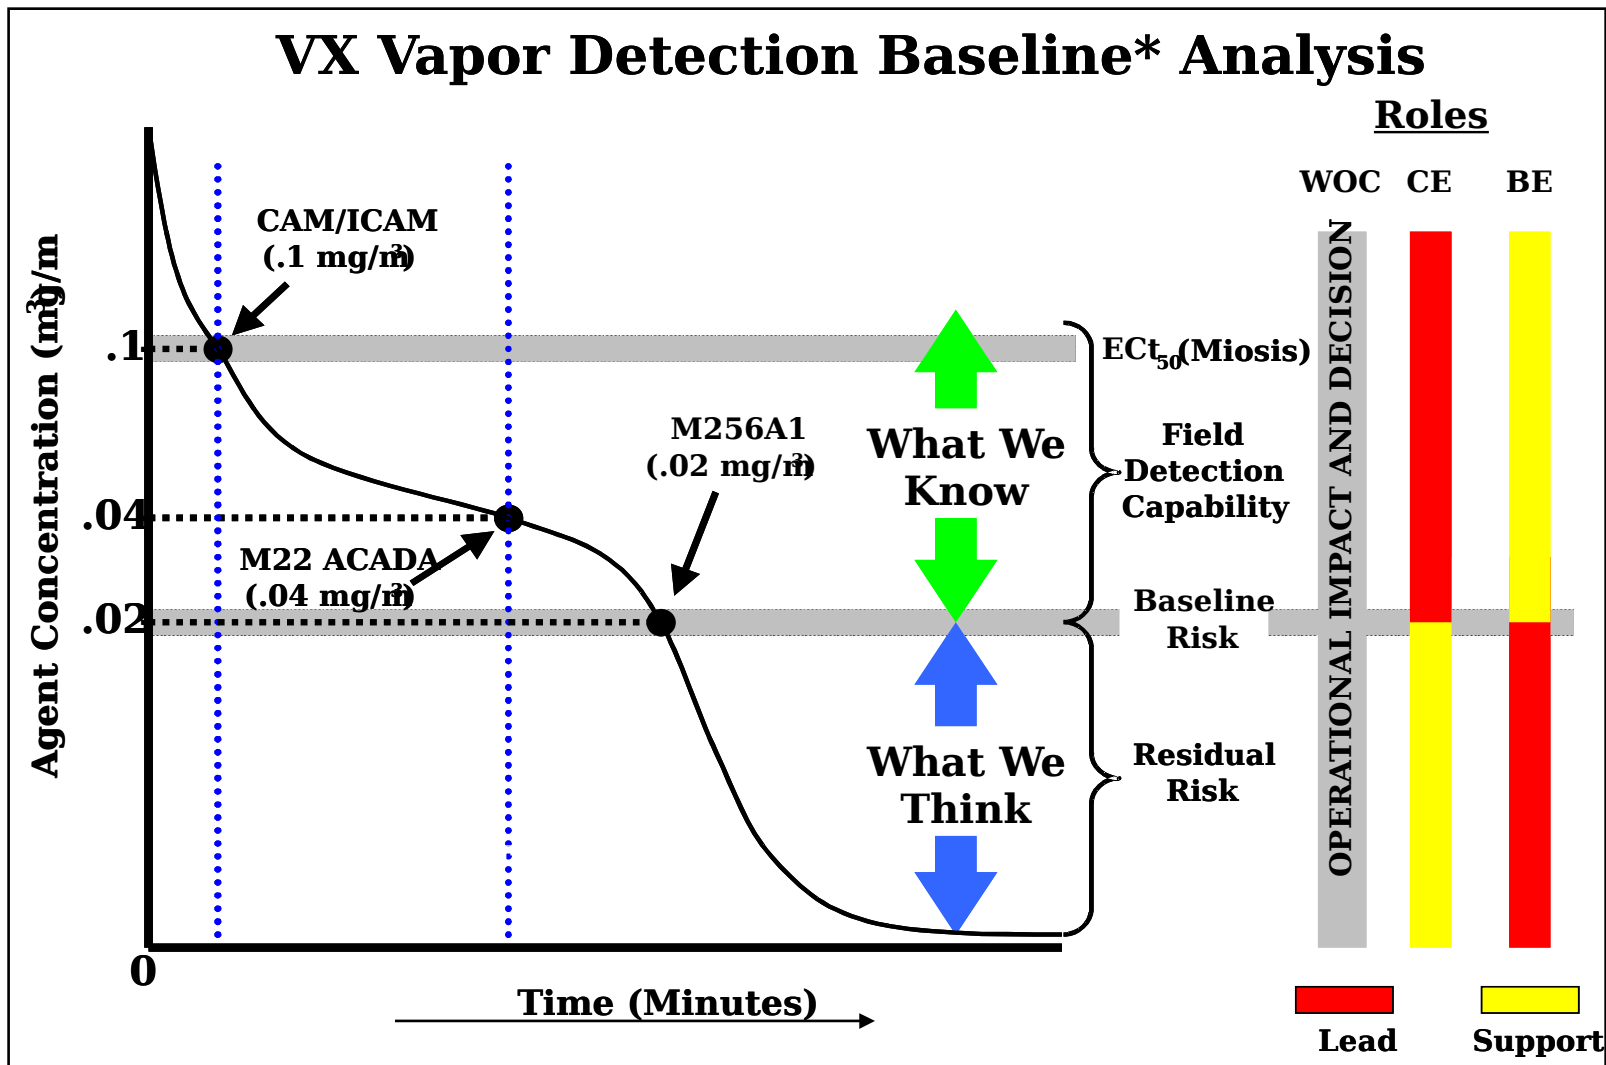 VX Vapor Detection Baseline* Analysis
Roles
WOC CE BE
CAM/ICAM
(.1 mg/m3)
Agent Concentration (mg/m3)
.1
.04
.02
0
M22 ACADA
(.04 mg/m3)
M256A1
(.02 mg/m3)
What We
Know
What We
Think
ECt50(Miosis)
Field
Detection
Capability
Baseline
Risk
Residual
Risk
OPERATIONAL IMPACT AND DECISION
Time (Minutes)
Lead
Support